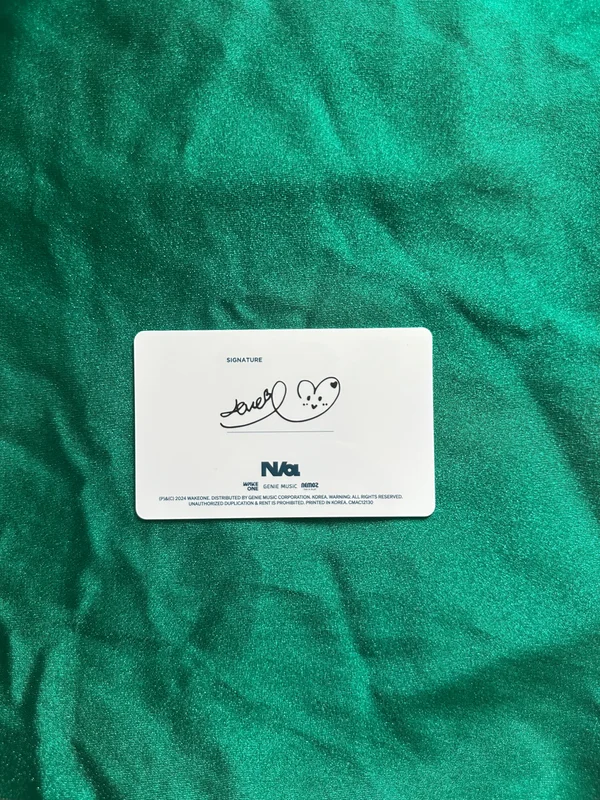 SIGNATURE
N/a
WAKE ONE GENIE MUSIC NEMOZ
(P)&(C) 2024 WAKEONE. DISTRIBUTED BY GENIE MUSIC CORPORATION, KOREA. WARNING: ALL RIGHTS RESERVED.
UNAUTHORIZED DUPLICATION & RENT IS PROHIBITED. PRINTED IN KOREA. CMAC12130